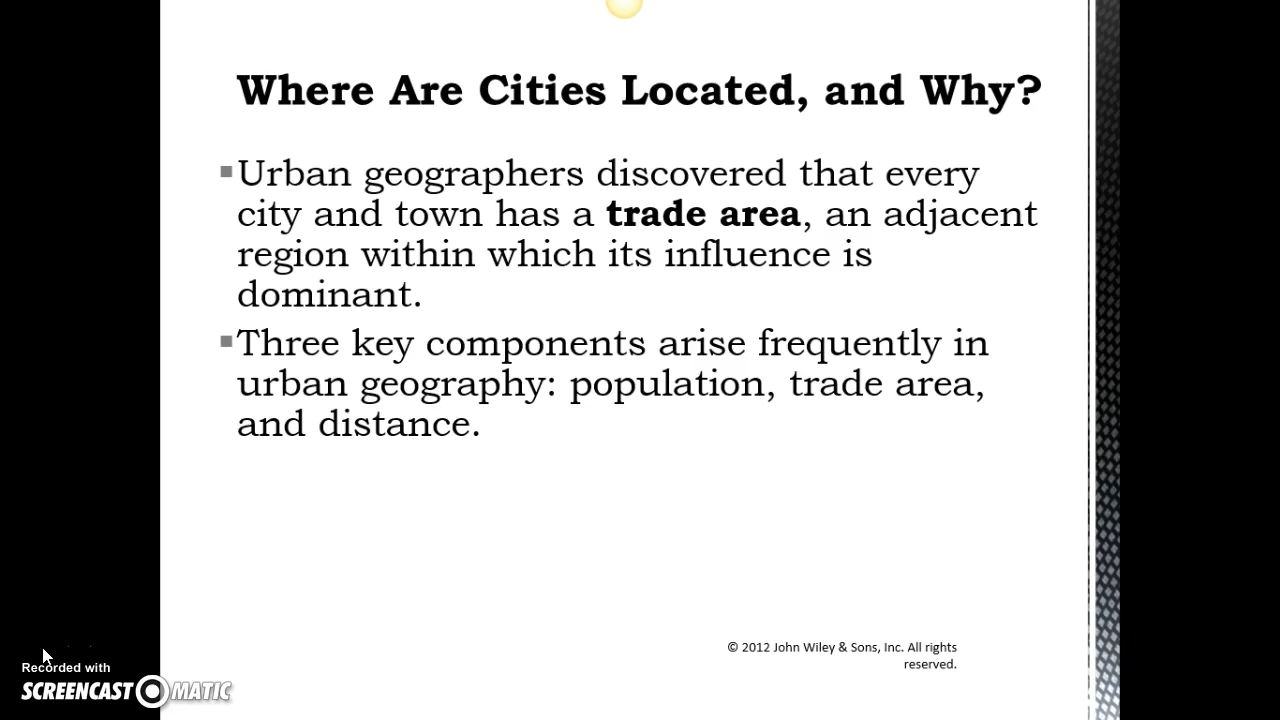 Where Are Cities Located, and Why?
Urban geographers discovered that every
city and town has a trade area, an adjacent
region within which its influence is
dominant.
Three key components arise frequently in
urban geography: population, trade area,
and distance.
© 2012 John Wiley & Sons, Inc. All rights
reserved.
Recorded with
SCREENCAST MATIC